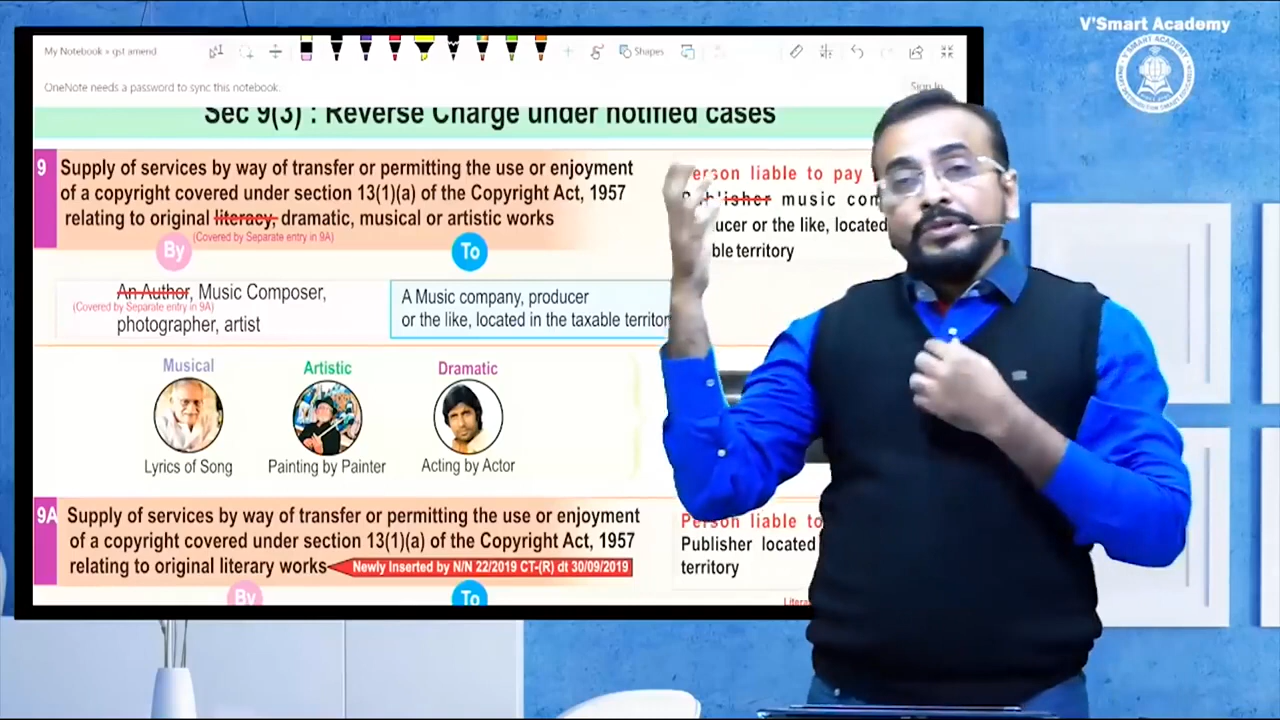 V'Smart Academy
My Notebook » gst amend
Shapes
OneNote needs a password to sync this notebook.
Sign In
Sec 9(3) : Reverse Charge under notified cases
9
Supply of services by way of transfer or permitting the use or enjoyment
of a copyright covered under section 13(1)(a) of the Copyright Act, 1957
relating to original literacy, dramatic, musical or artistic works
(Covered by Separate entry in 9A)
By
To
Person liable to pay
music com
located
territory
An Author, Music Composer,
(Covered by Separate entry in 9A)
photographer, artist
A Music company, producer
or the like, located in the taxable territor
Musical
Artistic
Dramatic
Lyrics of Song
Painting by Painter
Acting by Actor
9A
Supply of services by way of transfer or permitting the use or enjoyment
of a copyright covered under section 13(1)(a) of the Copyright Act, 1957
relating to original literary works
Newly Inserted by N/N 22/2019 CT-(R) dt 30/09/2019
By
To
Person liable to
Publisher located
territory